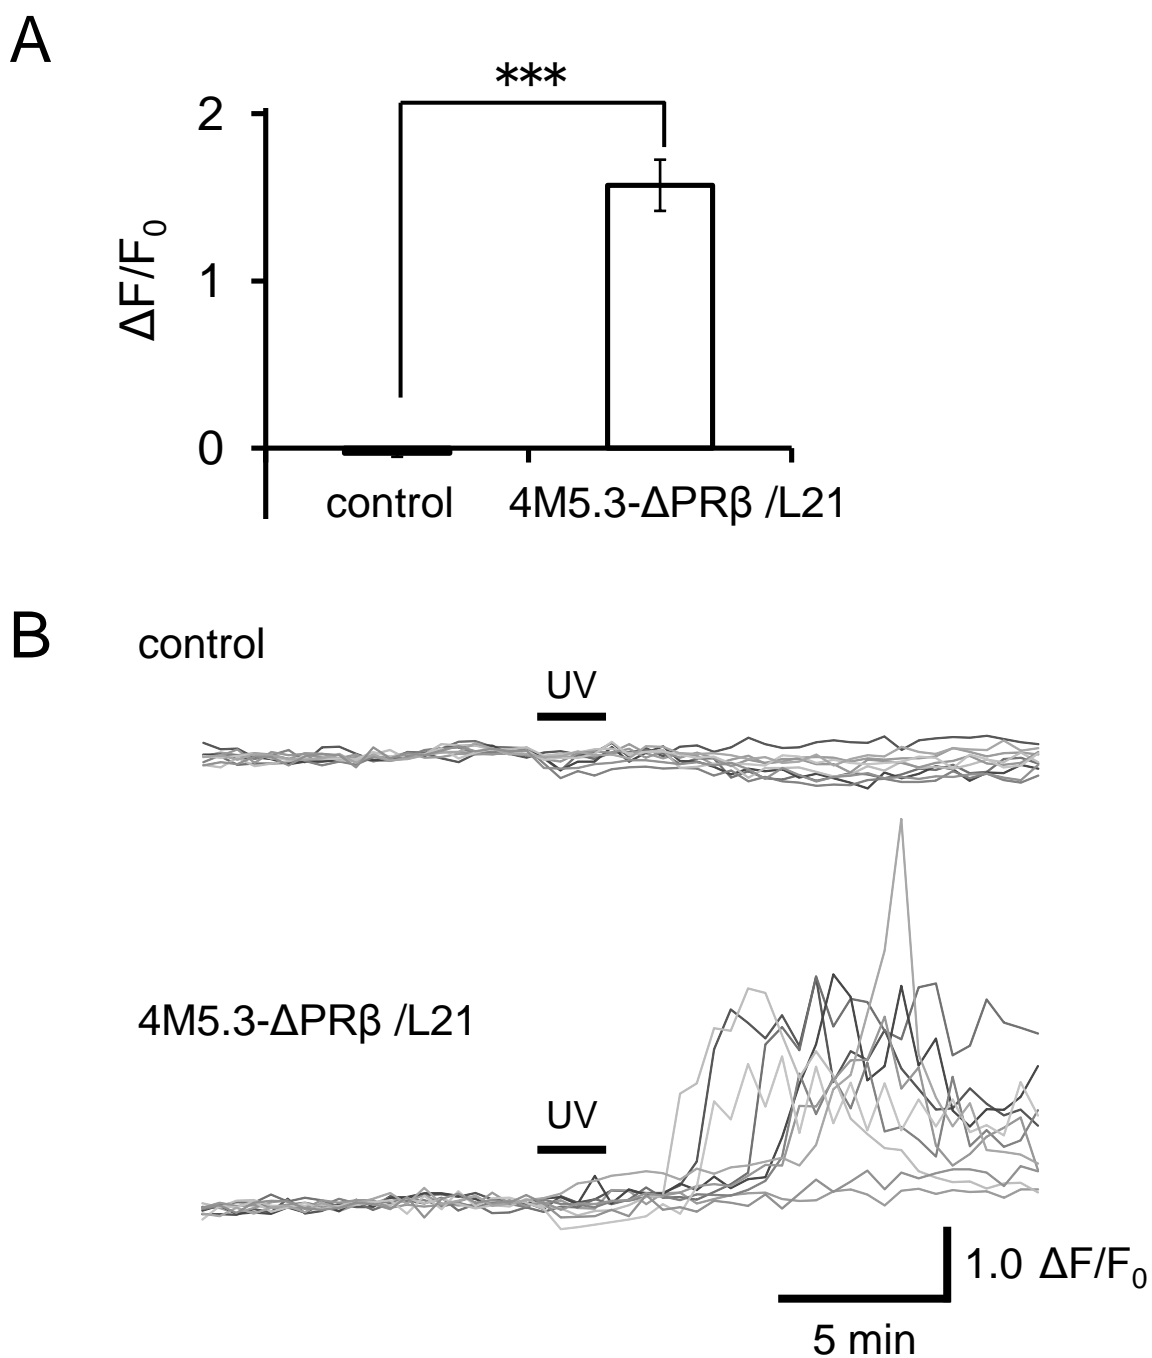 A
***
2
1
0
ΔF/F0
control
4M5.3-ΔPRβ /L21
B
control
UV
4M5.3-ΔPRβ /L21
UV
1.0 ΔF/F0
5 min